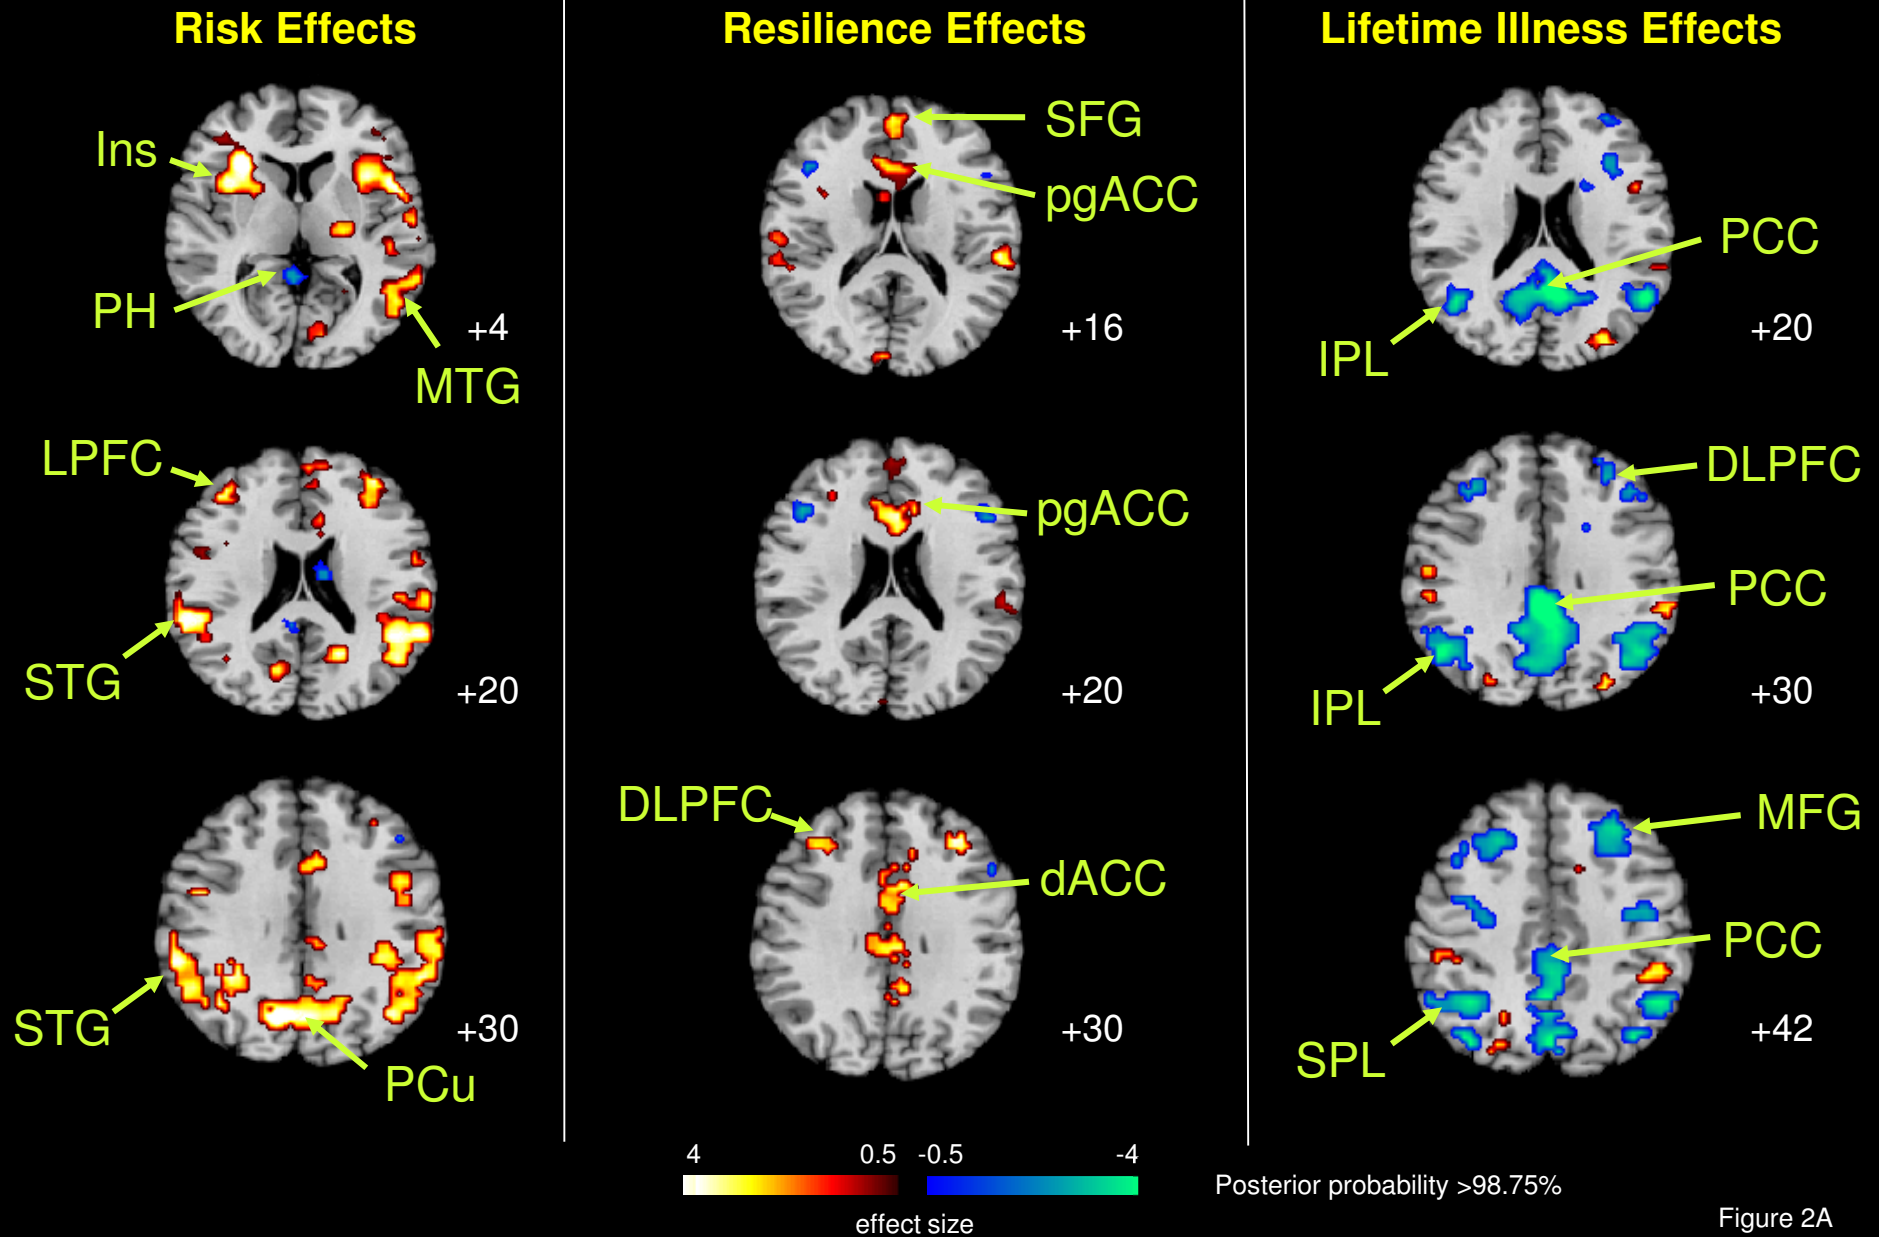 Risk Effects
Ins
PH
MTG
+4
LPFC
STG
+20
STG
PCu
+30
Resilience Effects
SFG
pgACC
+16
pgACC
+20
DLPFC
dACC
+30
Lifetime Illness Effects
PCC
IPL
+20
DLPFC
PCC
IPL
+30
MFG
PCC
SPL
+42
4 0.5 -0.5 -4
effect size
Posterior probability >98.75%
Figure 2A